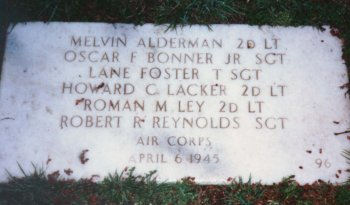 MELVIN ALDERMAN 2D LT
OSCAR F BONNER JR SGT
LANE FOSTER T SGT
HOWARD C LACKER 2D LT
ROMAN M LEY 2D LT
ROBERT R REYNOLDS SGT
AIR CORPS
APRIL 6 1945
96